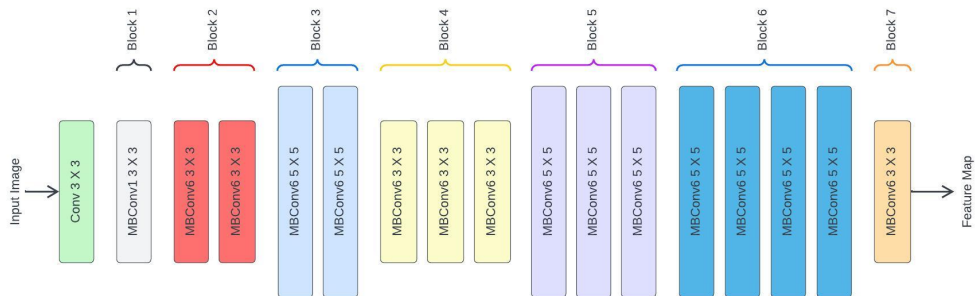 Block 1
Block 2
Block 3
Block 4
Block 5
Block 6
Block 7
Input Image
Conv 3 X 3
MBConv1 3 X 3
MBConv6 3 X 3
MBConv6 3 X 3
MBConv6 5 X 5
MBConv6 5 X 5
MBConv6 3 X 3
MBConv6 3 X 3
MBConv6 3 X 3
MBConv6 5 X 5
MBConv6 5 X 5
MBConv6 5 X 5
MBConv6 5 X 5
MBConv6 5 X 5
MBConv6 5 X 5
MBConv6 5 X 5
MBConv6 3 X 3
Feature Map